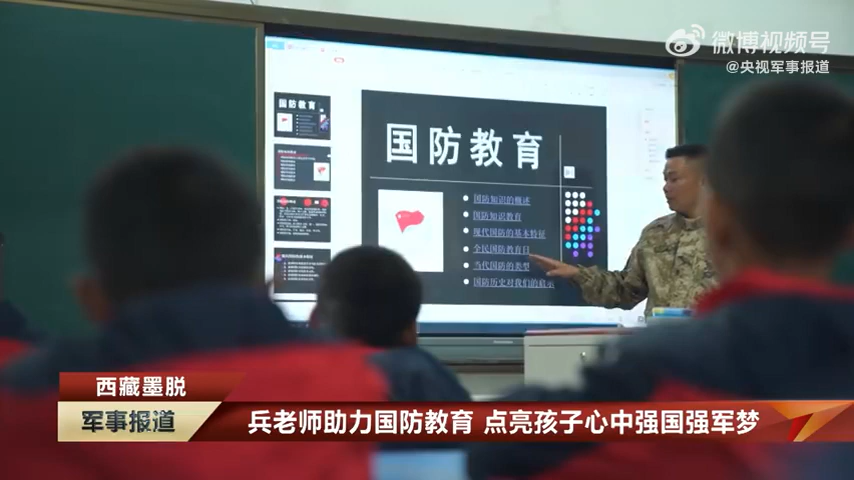 微博视频号
@央视军事报道
国防教育
国防教育
国防知识的概述
国防知识教育
现代国防的基本特征
全民国防教育日
当代国防的类型
国防历史对我们的启示
西藏墨脱
军事报道
兵老师助力国防教育 点亮孩子心中强国强军梦